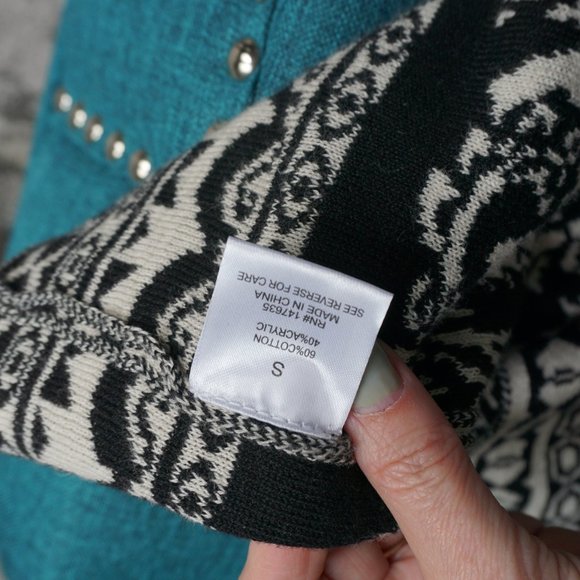 S
60%COTTON
40%ACRYLIC
RN# 147635
MADE IN CHINA
SEE REVERSE FOR CARE